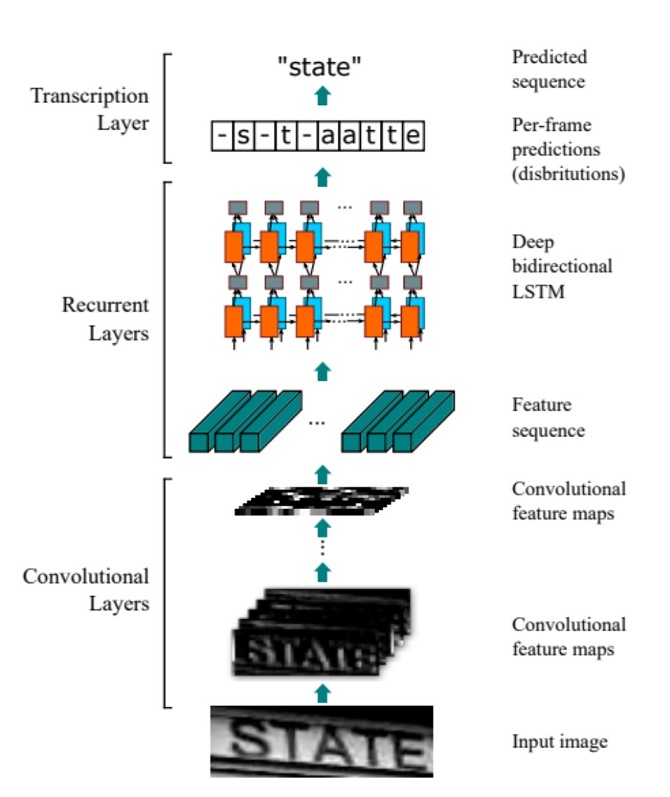 "state"
Predicted
sequence
Transcription
Layer
-s-t-aatte
Per-frame
predictions
(disbritutions)
Deep
bidirectional
LSTM
Recurrent
Layers
...
Feature
sequence
Convolutional
feature maps
Convolutional
Layers
STATE
Convolutional
feature maps
STATE
Input image